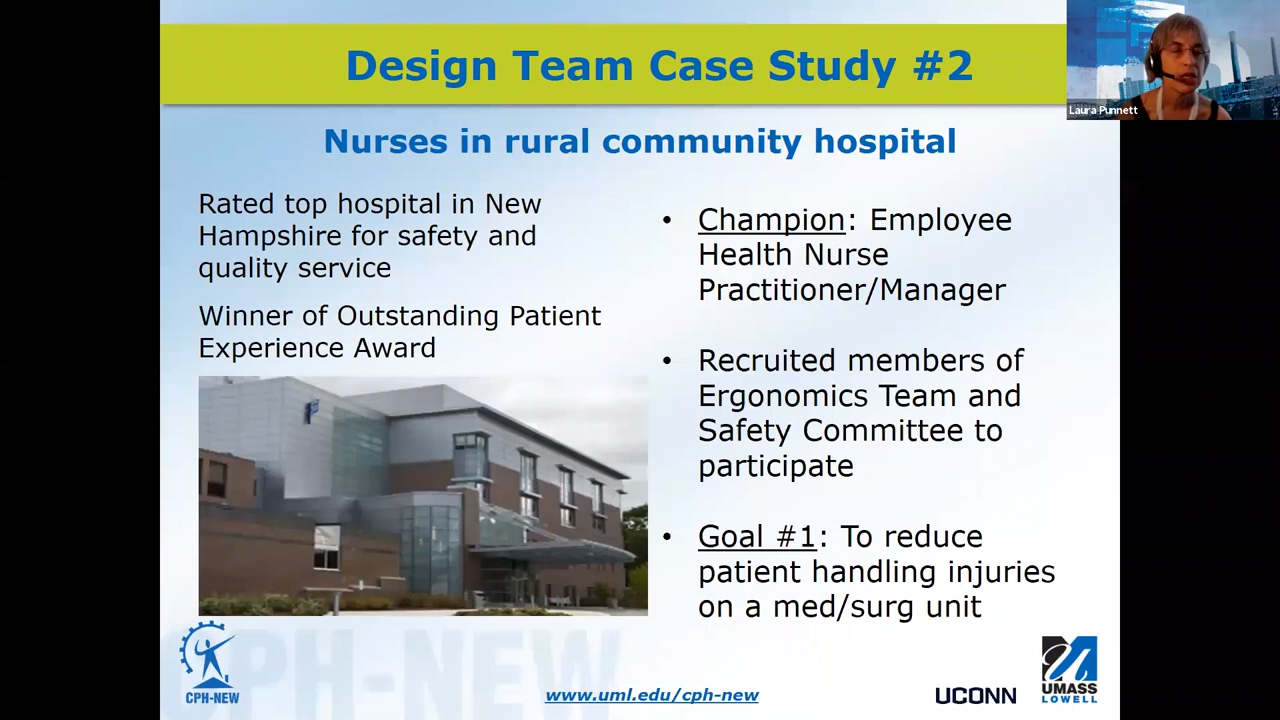 Design Team Case Study #2
Laura Punnett
Nurses in rural community hospital
Rated top hospital in New
Hampshire for safety and
quality service
Winner of Outstanding Patient
Experience Award
• Champion: Employee
Health Nurse
Practitioner/Manager
• Recruited members of
Ergonomics Team and
Safety Committee to
participate
• Goal #1: To reduce
patient handling injuries
on a med/surg unit
CPH-NEW
CPH-NEW
www.uml.edu/cph-new
UCONN
UMASS
LOWELL